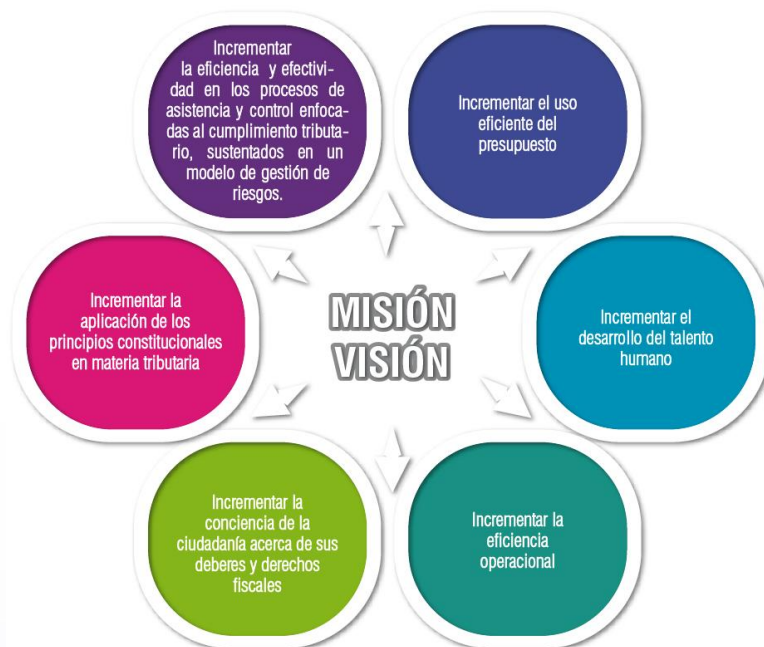 Incrementar
la eficiencia y efectivi-
dad en los procesos de
asistencia y control enfoca-
das al cumplimiento tributa-
rio, sustentados en un
modelo de gestión de
riesgos.
Incrementar el uso
eficiente del
presupuesto
Incrementar la
aplicación de los
principios constitucionales
en materia tributaria
MISIÓN
VISIÓN
Incrementar el
desarrollo del talento
humano
Incrementar la
conciencia de la
ciudadanía acerca de sus
deberes y derechos
fiscales
Incrementar la
eficiencia
operacional